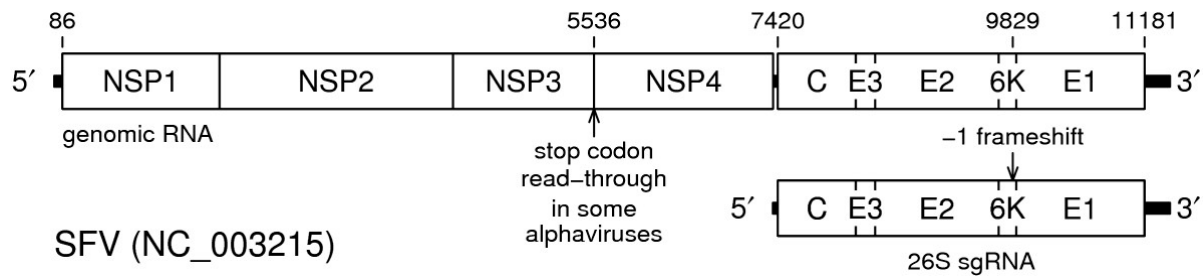 86 5536 7420 9829 11181
5′ NSP1 NSP2 NSP3 NSP4 C E3 E2 6K E1 3′
genomic RNA
stop codon
read–through
in some
alphaviruses
–1 frameshift
5′ C E3 E2 6K E1 3′
26S sgRNA
SFV (NC_003215)